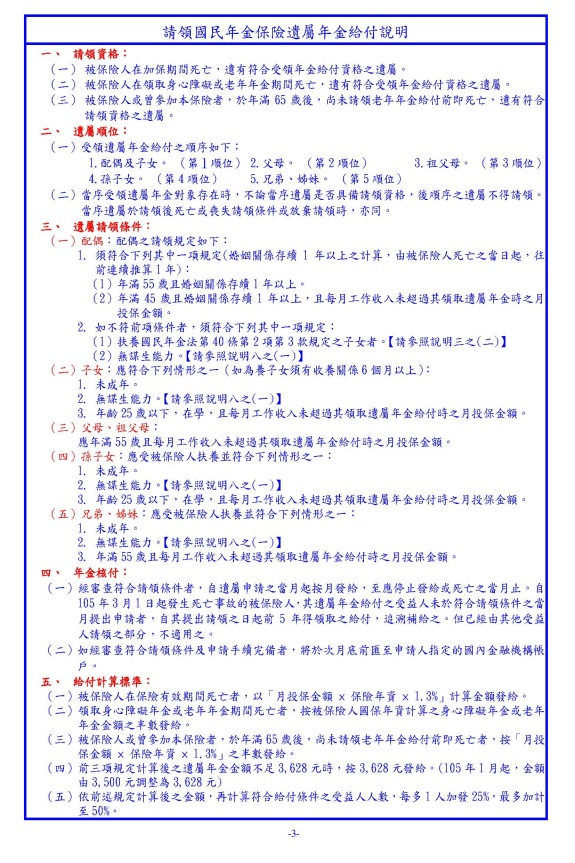 請領國民年金保險遺屬年金給付說明
一、 請領資格：
（一） 被保險人在加保期間死亡，遺有符合受領年金給付資格之遺屬。
（二） 被保險人在領取身心障礙或老年年金期間死亡，遺有符合受領年金給付資格之遺屬。
（三） 被保險人或曾參加本保險者，於年滿 65 歲後，尚未請領老年年金給付前即死亡，遺有符合
請領資格之遺屬。
二、 遺屬順位：
（一）受領遺屬年金給付之順序如下：
1.配偶及子女。（第 1 順位） 2.父母。（第 2 順位） 3.祖父母。（第 3 順位）
4.孫子女。（第 4 順位） 5.兄弟、姊妹。（第 5 順位）
（二）當序受領遺屬年金對象存在時，不論當序遺屬是否具備請領資格，後順序之遺屬不得請領。
當序遺屬於請領後死亡或喪失請領條件或放棄請領時，亦同。
三、 遺屬請領條件：
（一）配偶：配偶之請領規定如下：
1. 須符合下列其中一項規定(婚姻關係存續 1 年以上之計算，由被保險人死亡之當日起，往
前連續推算 1 年)：
（1）年滿 55 歲且婚姻關係存續 1 年以上。
（2）年滿 45 歲且婚姻關係存續 1 年以上，且每月工作收入未超過其領取遺屬年金時之月
投保金額。
2. 如不符前項條件者，須符合下列其中一項規定：
（1）扶養國民年金法第 40 條第 2 項第 3 款規定之子女者。【請參照說明三之(二)】
（2）無謀生能力。【請參照說明八之(一)】
（二）子女：應符合下列情形之一（如為養子女須有收養關係 6 個月以上）：
1. 未成年。
2. 無謀生能力。【請參照說明八之(一)】
3. 年齡 25 歲以下，在學，且每月工作收入未超過其領取遺屬年金給付時之月投保金額。
（三）父母、祖父母：
應年滿 55 歲且每月工作收入未超過其領取遺屬年金給付時之月投保金額。
（四）孫子女：應受被保險人扶養並符合下列情形之一：
1. 未成年。
2. 無謀生能力。【請參照說明八之(一)】
3. 年齡 25 歲以下，在學，且每月工作收入未超過其領取遺屬年金給付時之月投保金額。
（五）兄弟、姊妹：應受被保險人扶養並符合下列情形之一：
1. 未成年。
2. 無謀生能力。【請參照說明八之(一)】
3. 年滿 55 歲且每月工作收入未超過其領取遺屬年金給付時之月投保金額。
四、 年金核付：
（一）經審查符合請領條件者，自遺屬申請之當月起按月發給，至應停止發給或死亡之當月止。自
105 年 3 月 1 日起發生死亡事故的被保險人，其遺屬年金給付之受益人未於符合請領條件之當
月提出申請者，自其提出請領之日起前 5 年得領取之給付，追溯補給之。但已經由其他受益
人請領之部分，不適用之。
（二）如經審查符合請領條件及申請手續完備者，將於次月底前匯至申請人指定的國內金融機構帳
戶。
五、 給付計算標準：
（一）被保險人在保險有效期間死亡者，以「月投保金額 × 保險年資 × 1.3%」計算金額發給。
（二）領取身心障礙年金或老年年金期間死亡者，按被保險人國保年資計算之身心障礙年金或老年
年金金額之半數發給。
（三）被保險人或曾參加本保險者，於年滿 65 歲後，尚未請領老年年金給付前即死亡者，按「月投
保金額 × 保險年資 × 1.3%」之半數發給。
（四）前三項規定計算後之遺屬年金金額不足 3,628 元時，按 3,628 元發給。(105 年 1 月起，金額
由 3,500 元調整為 3,628 元)
（五）依前述規定計算後之金額，再計算符合給付條件之受益人人數，每多 1 人加發 25%，最多加計
至 50%。
-3-